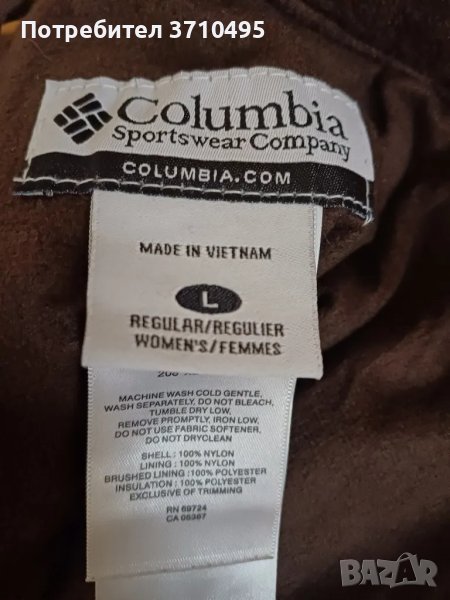 Потребител 3710495
Columbia
Sportswear Company
COLUMBIA.COM
MADE IN VIETNAM
L
REGULAR/REGULIER
WOMEN'S/FEMMES
MACHINE WASH COLD GENTLE,
WASH SEPARATELY, DO NOT BLEACH,
TUMBLE DRY LOW,
REMOVE PROMPTLY, IRON LOW,
DO NOT USE FABRIC SOFTENER,
DO NOT DRYCLEAN
SHELL : 100% NYLON
LINING : 100% NYLON
BRUSHED LINING : 100% POLYESTER
INSULATION : 100% POLYESTER
EXCLUSIVE OF TRIMMING
RN 69724
CA 05367
BAZAR